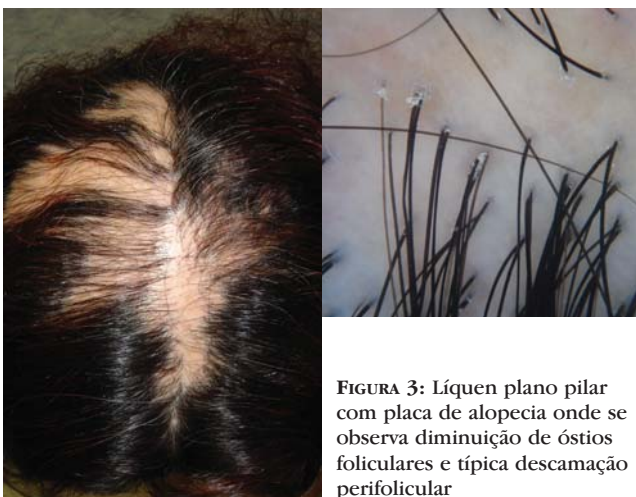 FIGURA 3: Líquen plano pilar
com placa de alopecia onde se
observa diminuição de óstios
foliculares e típica descamação
perifolicular